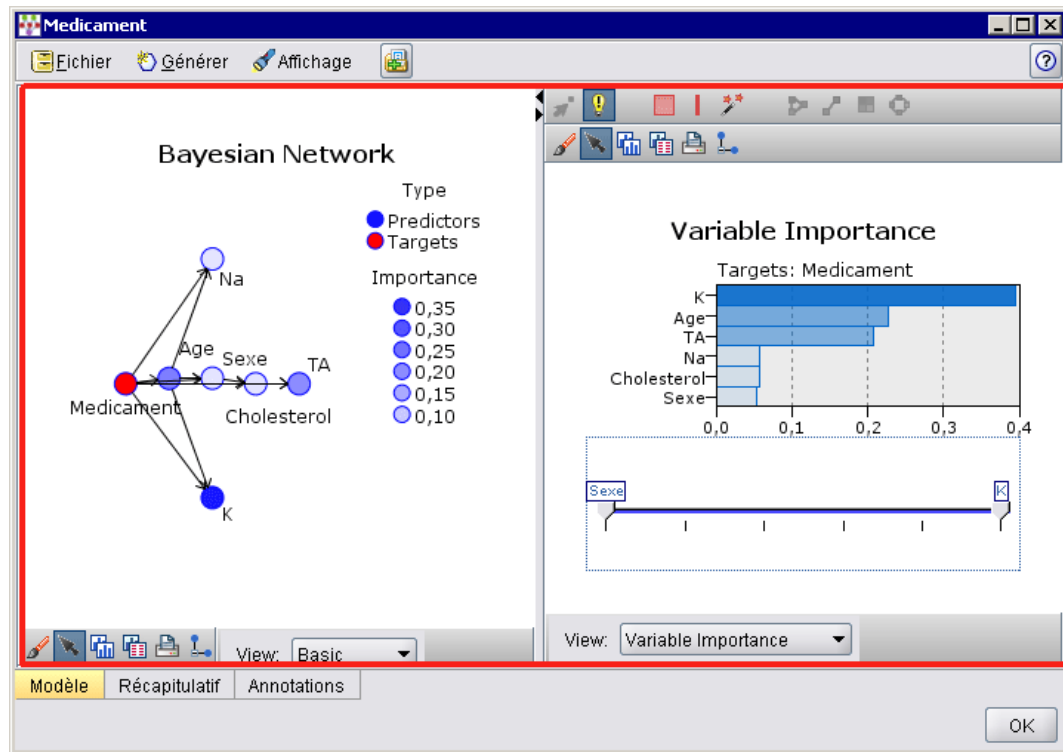 Medicament
Fichier Générer Affichage
Bayesian Network
Type
Predictors
Targets
Importance
0,35
0,30
0,25
0,20
0,15
0,10
Na
Age
Sexe
TA
Medicament
Cholesterol
K
View: Basic
Variable Importance
Targets: Medicament
K
Age
TA
Na
Cholesterol
Sexe
0,0 0,1 0,2 0,3 0,4
Sexe K
View: Variable Importance
Modèle Récapitulatif Annotations
OK